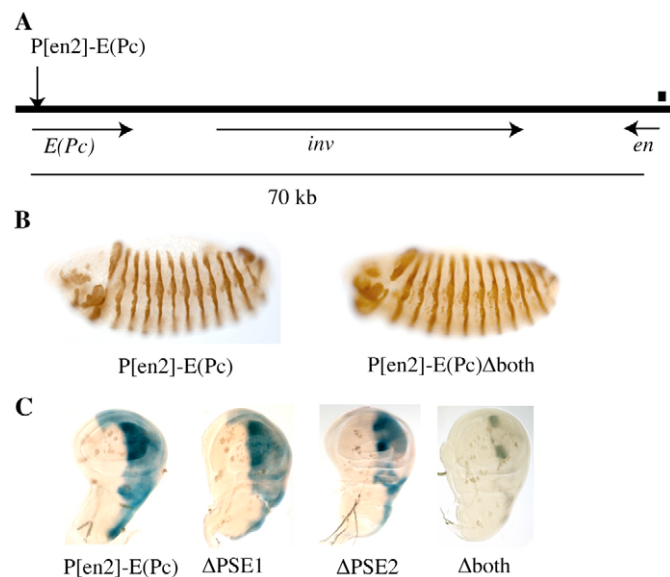 A
P[en2]-E(Pc)
E(Pc) inv en
70 kb
B
P[en2]-E(Pc) P[en2]-E(Pc)Δboth
C
P[en2]-E(Pc) ΔPSE1 ΔPSE2 Δboth